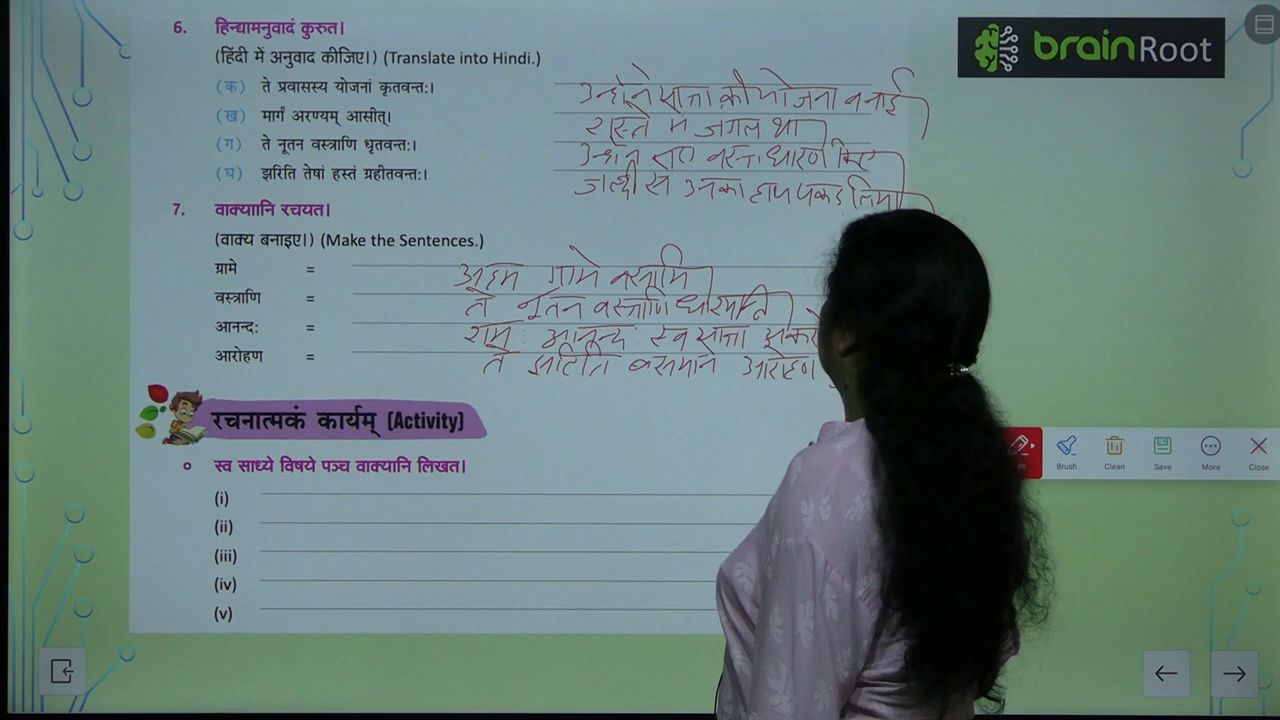 brainRoot
6. हिन्द्यामनुवादं कुरुत।
(हिंदी में अनुवाद कीजिए।) (Translate into Hindi.)
(क) ते प्रवासस्य योजनां कृतवन्तः। उन्होने यात्रा की योजना बनाई
(ख) मार्गं अरण्यम् आसीत्। रास्ते में जंगल था
(ग) ते नूतन वस्त्राणि धृतवन्तः। उन्होने नए वस्त्र धारण किए
(घ) झरिति तेषां हस्तं ग्रहीतवन्तः। जल्दी से उनका हाथ पकड लिया
7. वाक्याानि रचयत।
(वाक्य बनाइए।) (Make the Sentences.)
ग्रामे = अहम ग्रामे वसामि
वस्त्राणि = ते नूतन वस्त्राणि धारयन्ति
आनन्दः = रामः आनन्दः
आरोहण = ते झटिति आरोहण
रचनात्मकं कार्यम् (Activity)
स्व साध्ये विषये पञ्च वाक्यानि लिखत।
(i)
(ii)
(iii)
(iv)
(v)
Brush Clean Save More Close